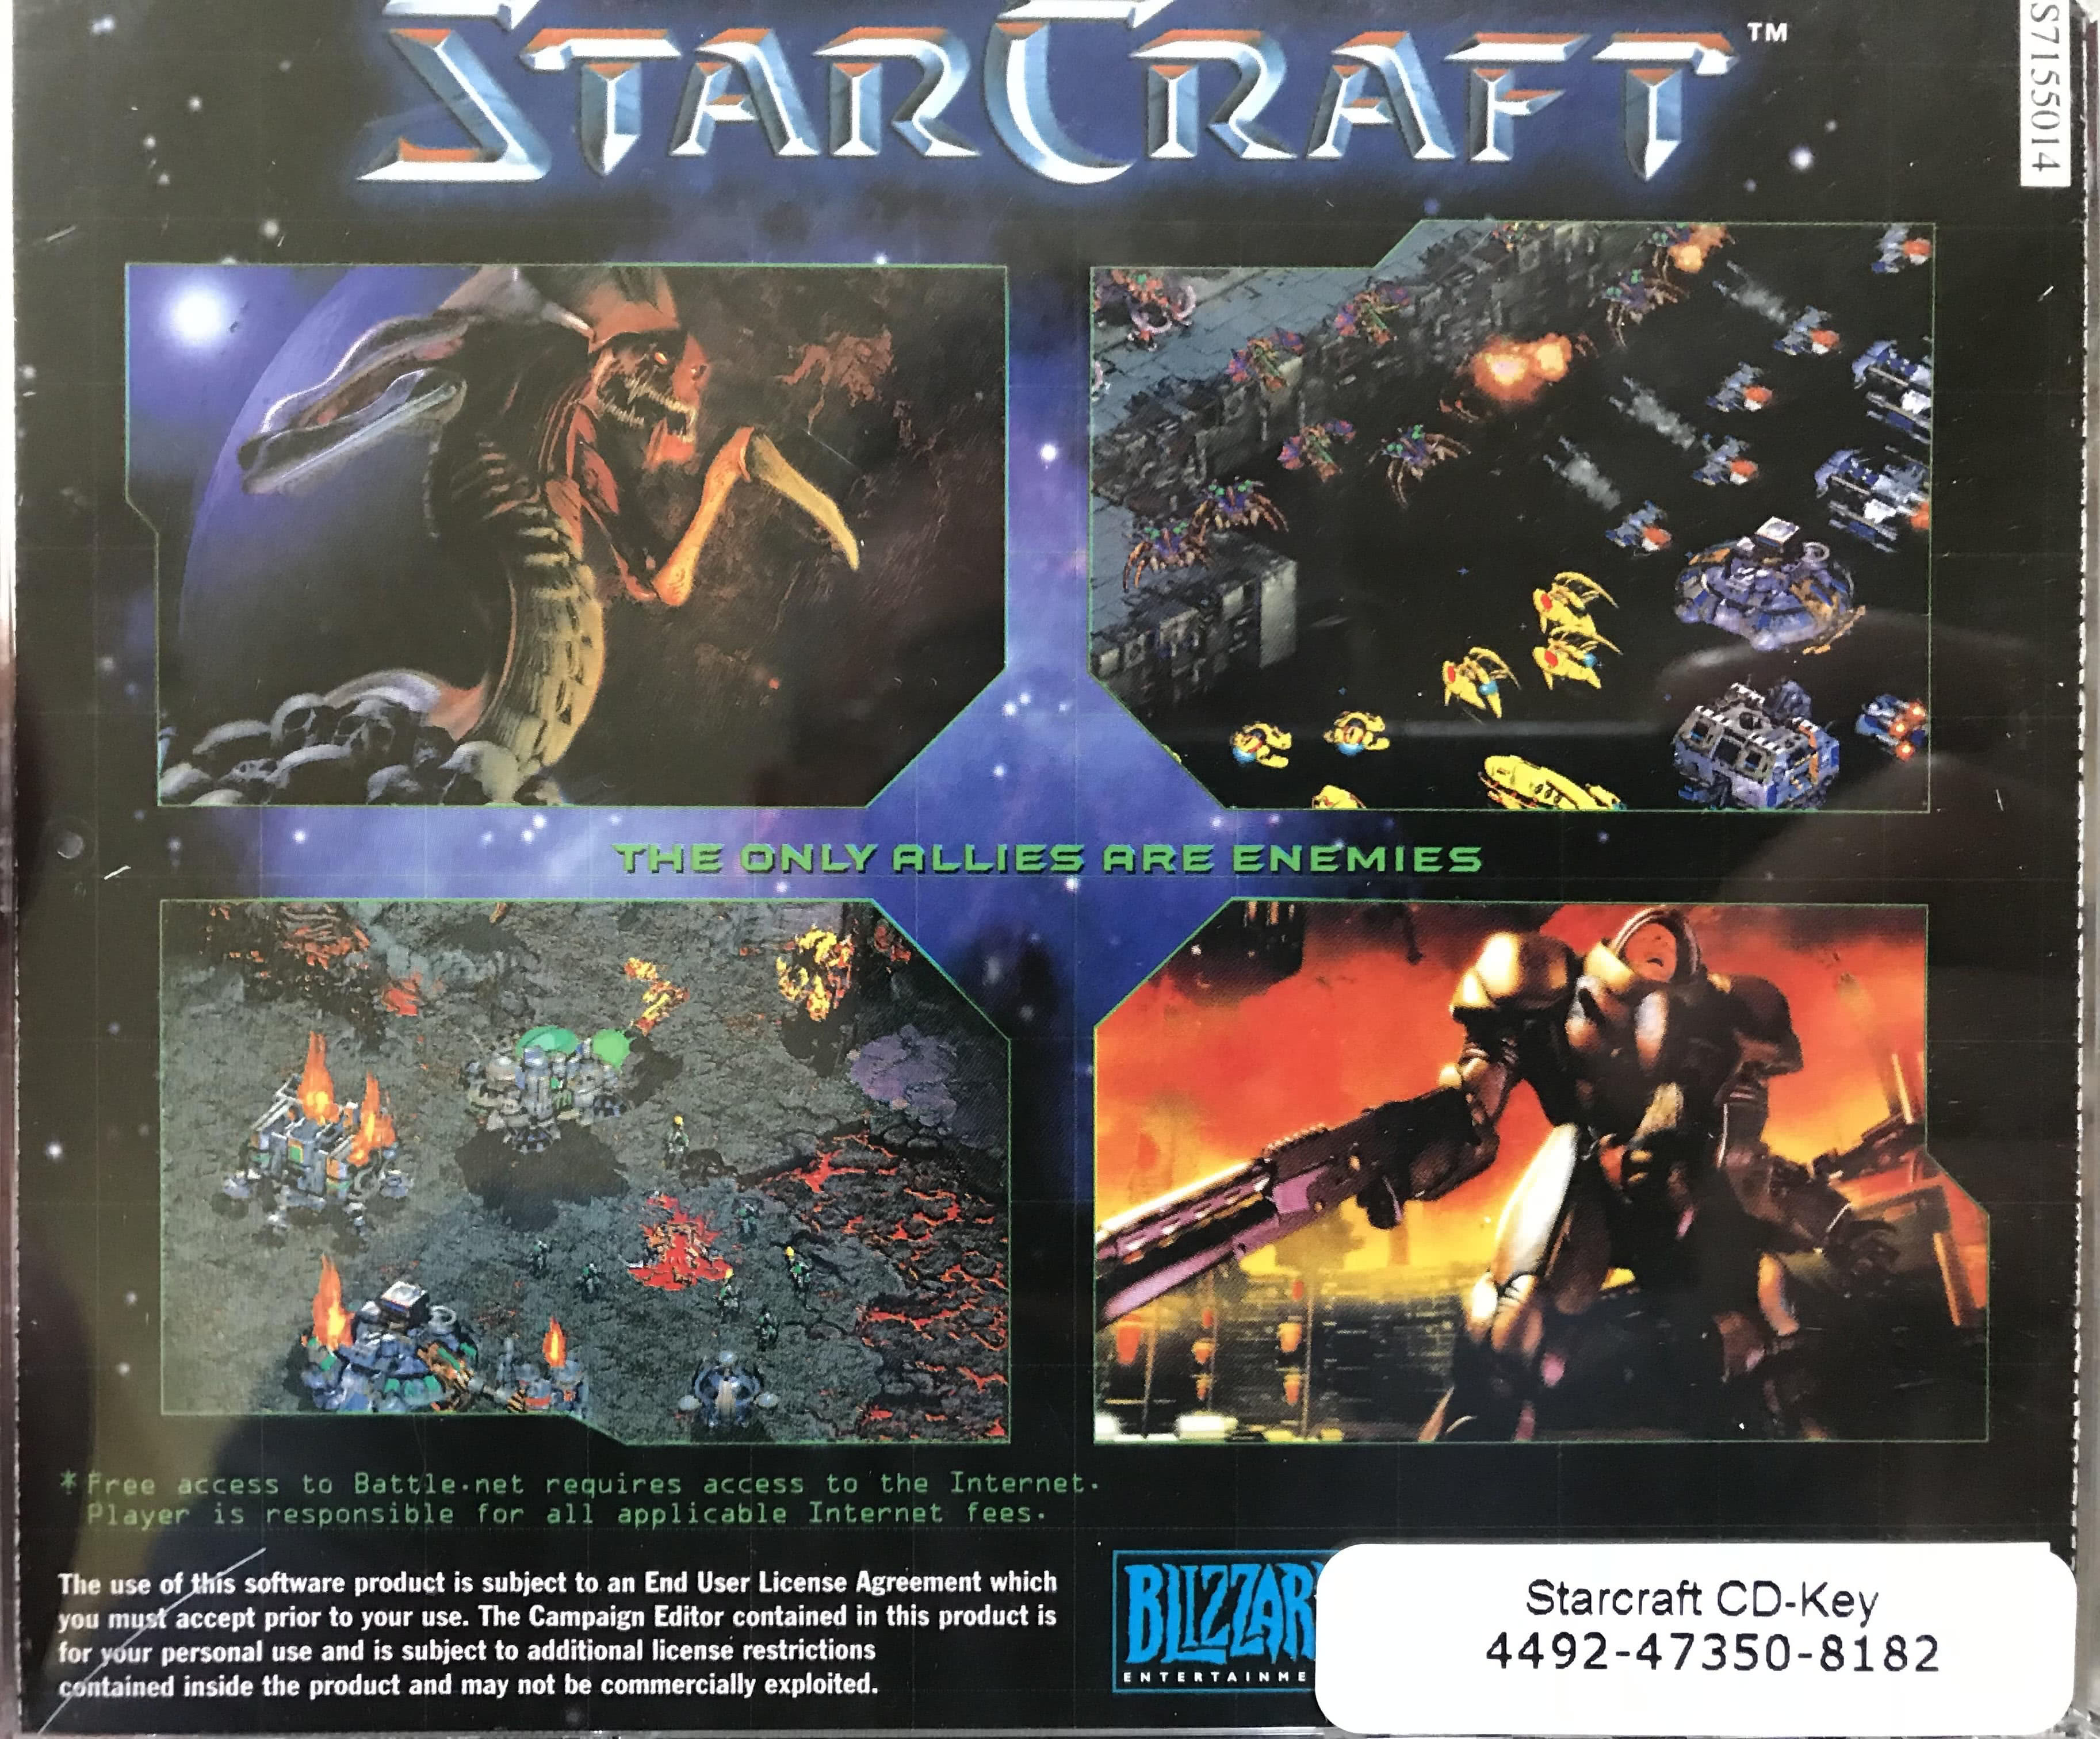 STARCRAFT™
S7155014
THE ONLY ALLIES ARE ENEMIES
*Free access to Battle.net requires access to the Internet.
Player is responsible for all applicable Internet fees.
The use of this software product is subject to an End User License Agreement which
you must accept prior to your use. The Campaign Editor contained in this product is
for your personal use and is subject to additional license restrictions
contained inside the product and may not be commercially exploited.
BLIZZAR
ENTERTAINME
Starcraft CD-Key
4492-47350-8182